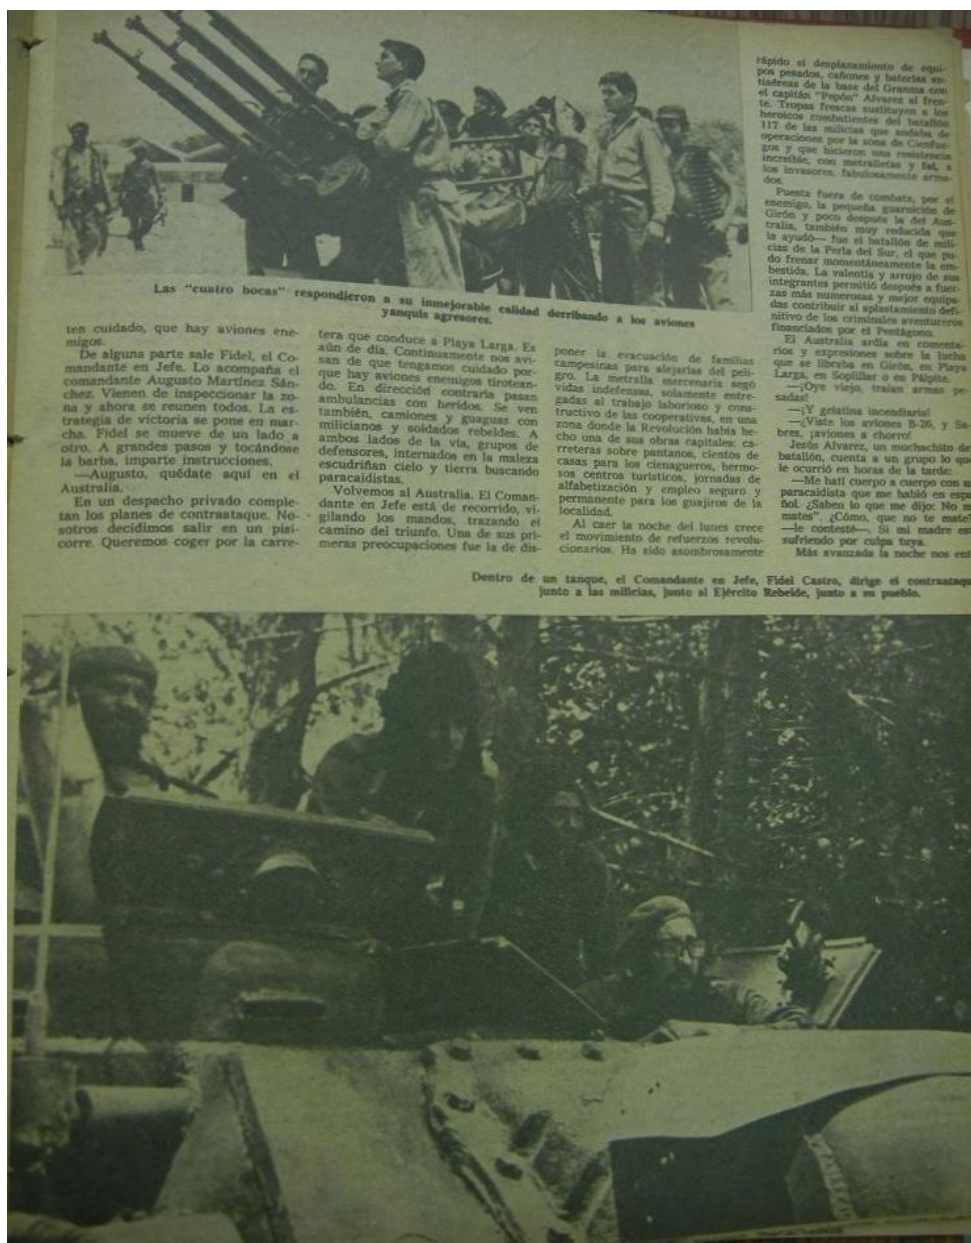 Las "cuatro bocas" respondieron a su inmejorable calidad derribando a los aviones
yanquis agresores.
ten cuidado, que hay aviones ene-
migos.
De alguna parte sale Fidel, el Co-
mandante en Jefe. Lo acompaña el
comandante Augusto Martínez Sán-
chez. Vienen de inspeccionar la zo-
na y ahora se reunen todos. La es-
trategia de victoria se pone en mar-
cha. Fidel se mueve de un lado a
otro. A grandes pasos y tocándose
la barba, imparte instrucciones.
—Augusto, quédate aquí en el
Australia.
En un despacho privado comple-
tan los planes de contraataque. No-
sotros decidimos salir en un pisi-
corre. Queremos coger por la carre-
tera que conduce a Playa Larga. Es
aún de día. Continuamente nos avi-
san de que tengamos cuidado por-
que hay aviones enemigos tirotean-
do. En dirección contraria pasan
ambulancias con heridos. Se ven
también, camiones y guaguas con
milicianos y soldados rebeldes. A
ambos lados de la vía, grupos de
defensores, internados en la maleza
escudriñan cielo y tierra buscando
paracaidistas.
Volvemos al Australia. El Coman-
dante en Jefe está de recorrido, vi-
gilando los mandos, trazando el
camino del triunfo. Una de sus pri-
meras preocupaciones fue la de dis-
poner la evacuación de familias
campesinas para alejarlas del peli-
gro. La metralla mercenaria segó
vidas indefensas, solamente entre-
gadas al trabajo laborioso y cons-
tructivo de las cooperativas, en una
zona donde la Revolución había he-
cho una de sus obras capitales: ca-
rreteras sobre pantanos, cientos de
casas para los cienagueros, hermo-
sos centros turísticos, jornadas de
alfabetización y empleo seguro y
permanente para los guajiros de la
localidad.
Al caer la noche del lunes crece
el movimiento de refuerzos revolu-
cionarios. Ha sido asombrosamente
rápido el desplazamiento de equi-
pos pesados, cañones y baterías an-
tiaéreas de la base del Granma con
el capitán "Pepón" Alvarez al fren-
te. Tropas frescas sustituyen a los
heroicos combatientes del batallón
117 de las milicias que andaba de
operaciones por la zona de Cienfue-
gos y que hicieron una resistencia
increíble, con metralletas y fal, a
los invasores, fabulosamente arma-
dos.
Puesta fuera de combate, por el
enemigo, la pequeña guarnición de
Girón y poco después la del Aus-
tralia, también muy reducida que
la ayudó— fue el batallón de mili-
cias de la Perla del Sur, el que pu-
do frenar momentáneamente la em-
bestida. La valentía y arrojo de sus
integrantes permitió después a fuer-
zas más numerosas y mejor equipa-
das contribuir al aplastamiento defi-
nitivo de los criminales aventureros
financiados por el Pentágono.
El Australia ardía en comenta-
rios y expresiones sobre la lucha
que se libraba en Girón, en Playa
Larga, en Soplillar o en Pálpite.
—¡Oye viejo, traían armas pe-
sadas!
—¡Y gelatina incendiaria!
—¿Viste los aviones B-26, y Sa-
bres, ¡aviones a chorro!
Jesús Alvarez, un muchachito de
batallón, cuenta a un grupo lo que
le ocurrió en horas de la tarde:
—Me batí cuerpo a cuerpo con u
paracaidista que me habló en espa
ñol. ¿Saben lo que me dijo: No m
mates". ¿Cómo, que no te mate
—le contesté—. Si mi madre est
sufriendo por culpa tuya.
Más avanzada la noche nos ent
Dentro de un tanque, el Comandante en Jefe, Fidel Castro, dirige el contraataqu
junto a las milicias, junto al Ejército Rebelde, junto a su pueblo.